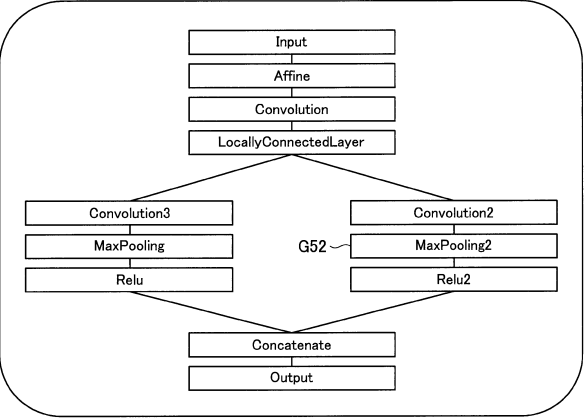 Input
Affine
Convolution
LocallyConnectedLayer
Convolution3
Convolution2
MaxPooling
G52
MaxPooling2
Relu
Relu2
Concatenate
Output